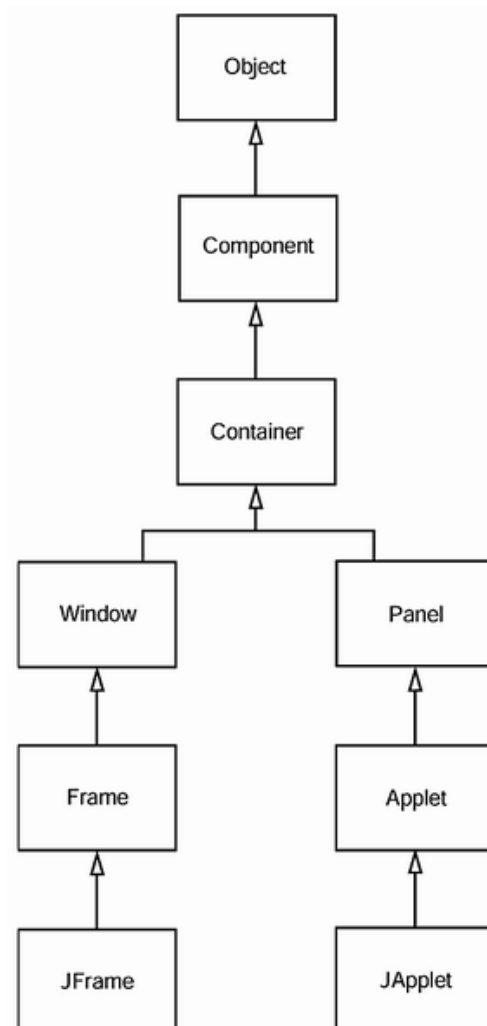 Object
Component
Container
Window
Panel
Frame
Applet
JFrame
JApplet